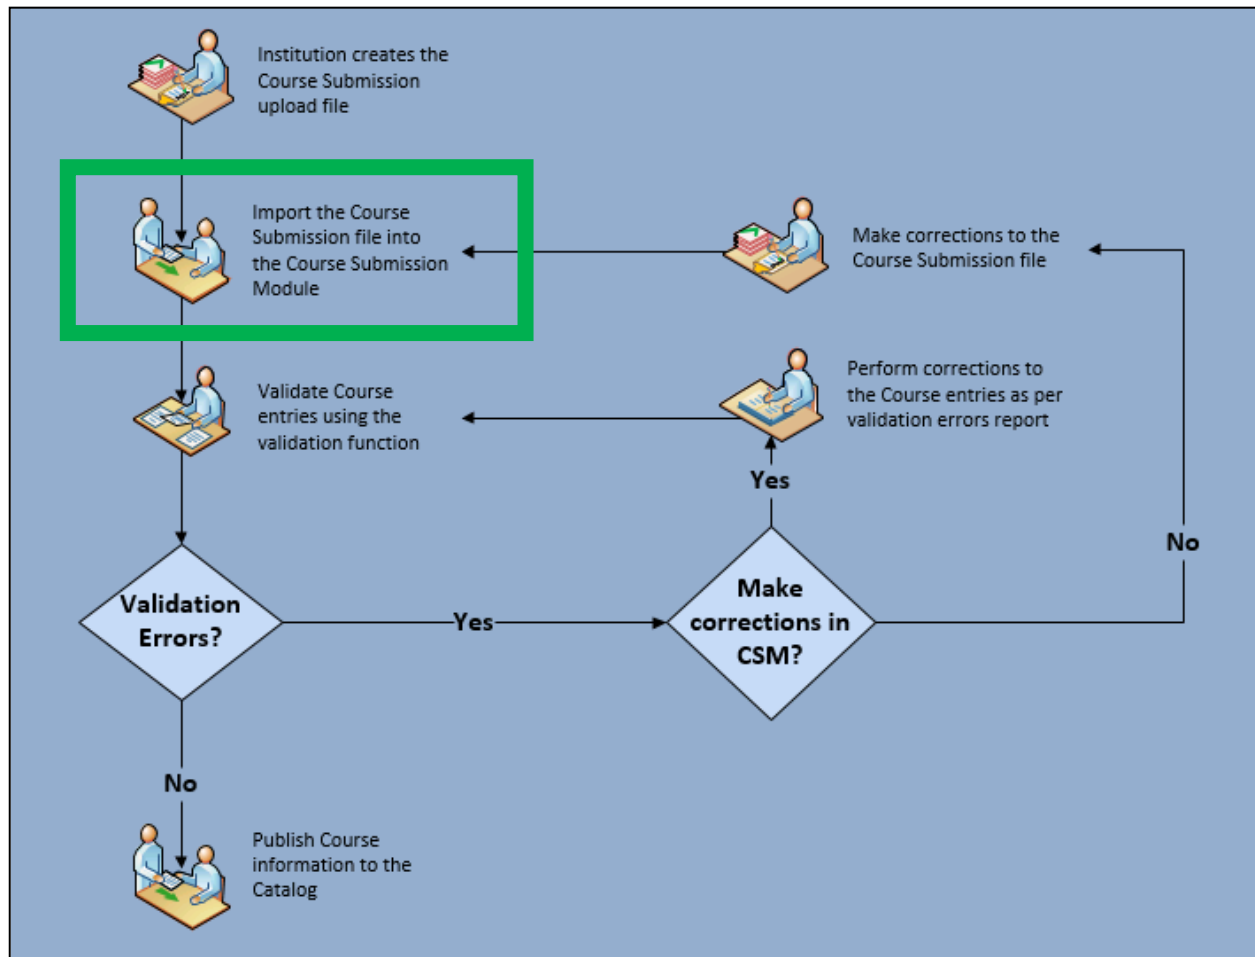 Institution creates the
Course Submission
upload file
Import the Course
Submission file into
the Course Submission
Module
Make corrections to the
Course Submission file
Validate Course
entries using the
validation function
Perform corrections to
the Course entries as per
validation errors report
Yes
No
Validation
Errors?
Yes
Make
corrections in
CSM?
No
Publish Course
information to the
Catalog